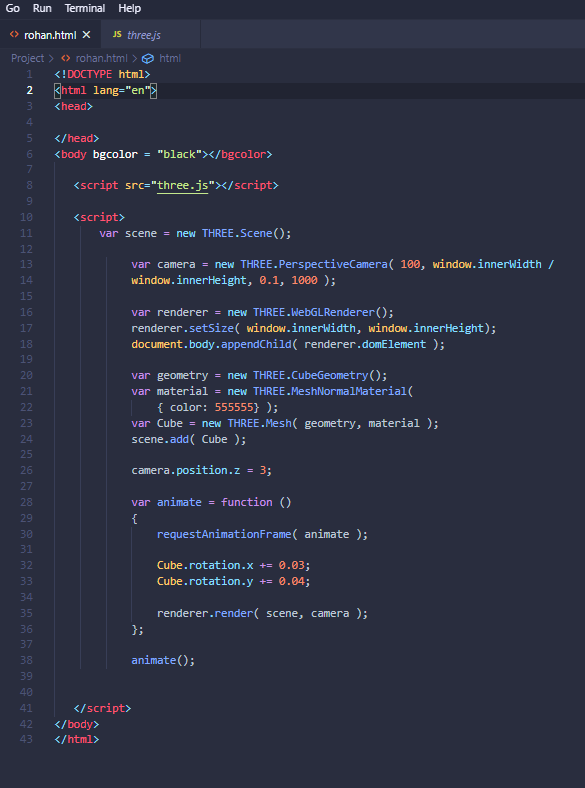 Go Run Terminal Help
<> rohan.html × JS three.js
Project > <> rohan.html > html
1 <!DOCTYPE html>
2 <html lang="en">
3 <head>
4
5 </head>
6 <body bgcolor = "black"></bgcolor>
7
8 <script src="three.js"></script>
9
10 <script>
11 var scene = new THREE.Scene();
12
13 var camera = new THREE.PerspectiveCamera( 100, window.innerWidth /
14 window.innerHeight, 0.1, 1000 );
15
16 var renderer = new THREE.WebGLRenderer();
17 renderer.setSize( window.innerWidth, window.innerHeight);
18 document.body.appendChild( renderer.domElement );
19
20 var geometry = new THREE.CubeGeometry();
21 var material = new THREE.MeshNormalMaterial(
22 { color: 555555} );
23 var Cube = new THREE.Mesh( geometry, material );
24 scene.add( Cube );
25
26 camera.position.z = 3;
27
28 var animate = function ()
29 {
30 requestAnimationFrame( animate );
31
32 Cube.rotation.x += 0.03;
33 Cube.rotation.y += 0.04;
34
35 renderer.render( scene, camera );
36 };
37
38 animate();
39
40
41 </script>
42 </body>
43 </html>